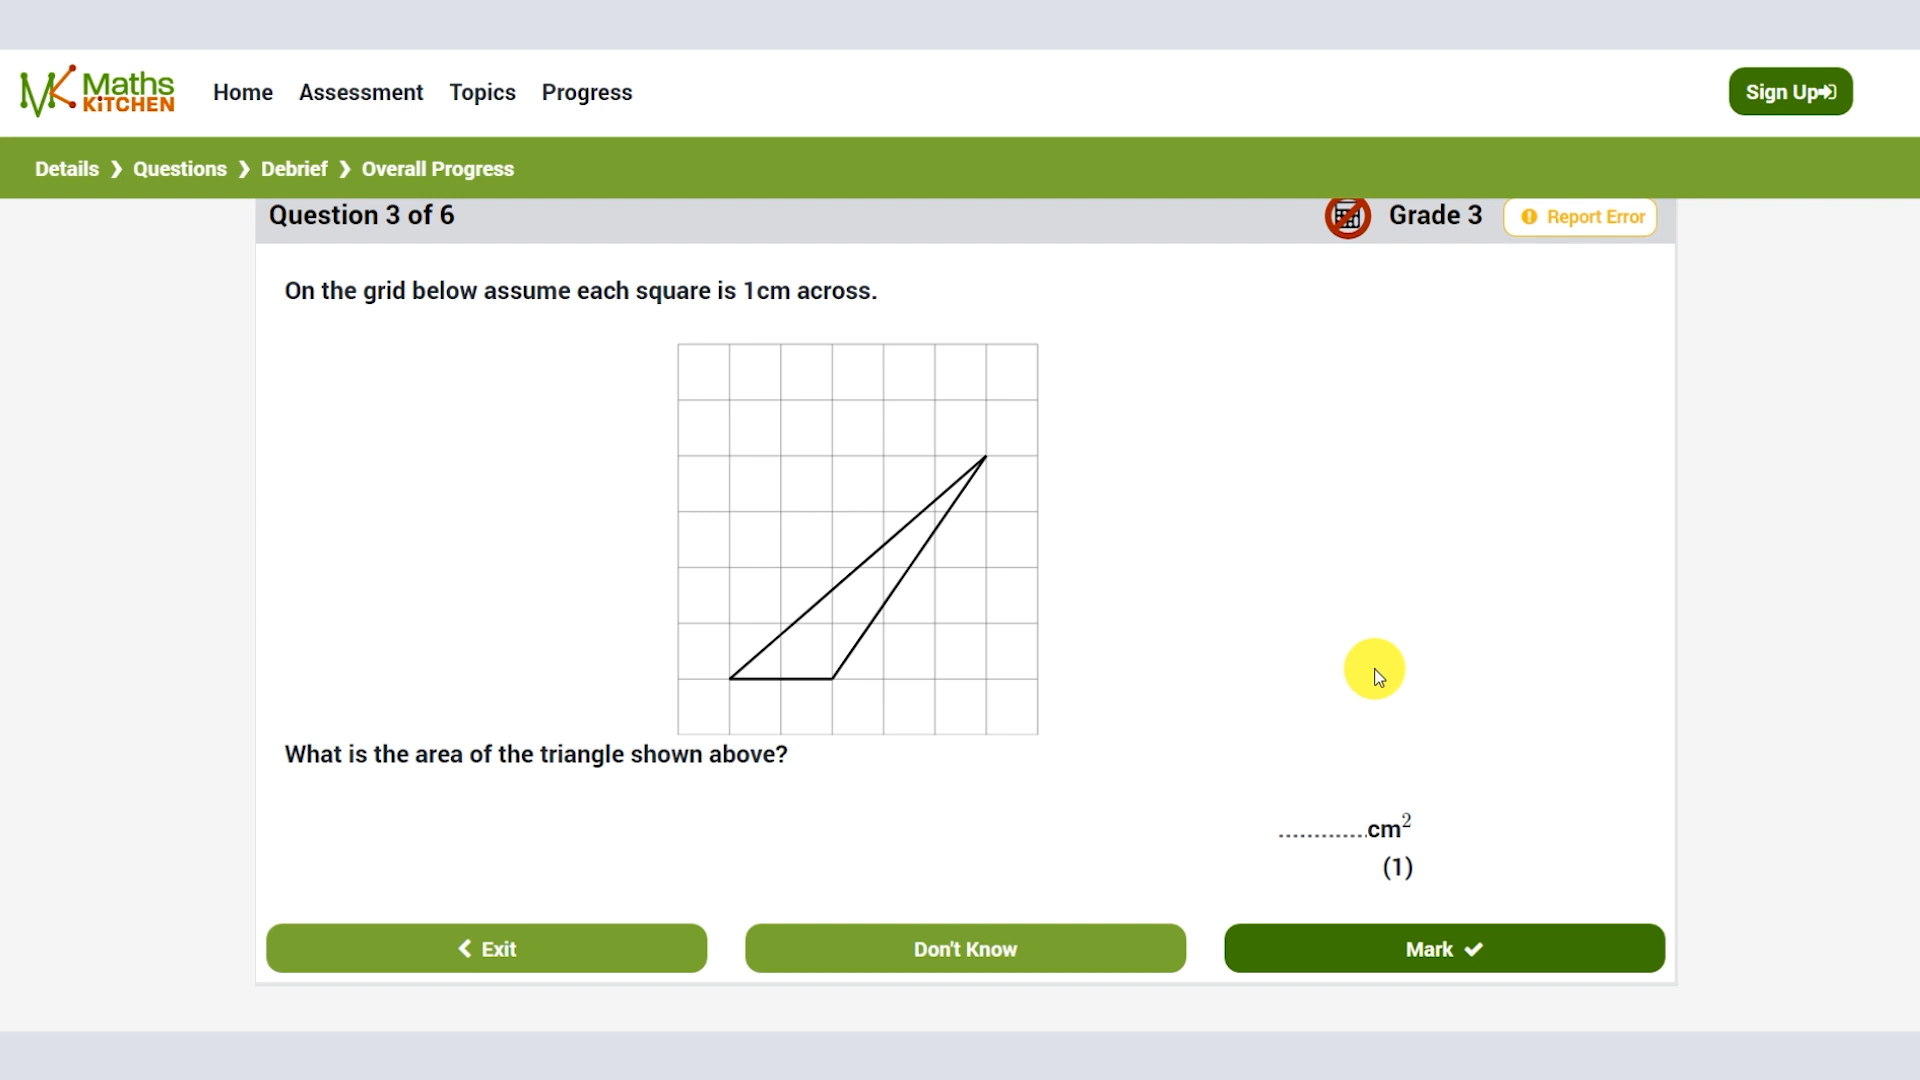 Maths
KiTCHEN
Home Assessment Topics Progress
Sign Up
Details ❯ Questions ❯ Debrief ❯ Overall Progress
Question 3 of 6
Grade 3
Report Error
On the grid below assume each square is 1cm across.
What is the area of the triangle shown above?
.............cm²
(1)
Exit
Don't Know
Mark